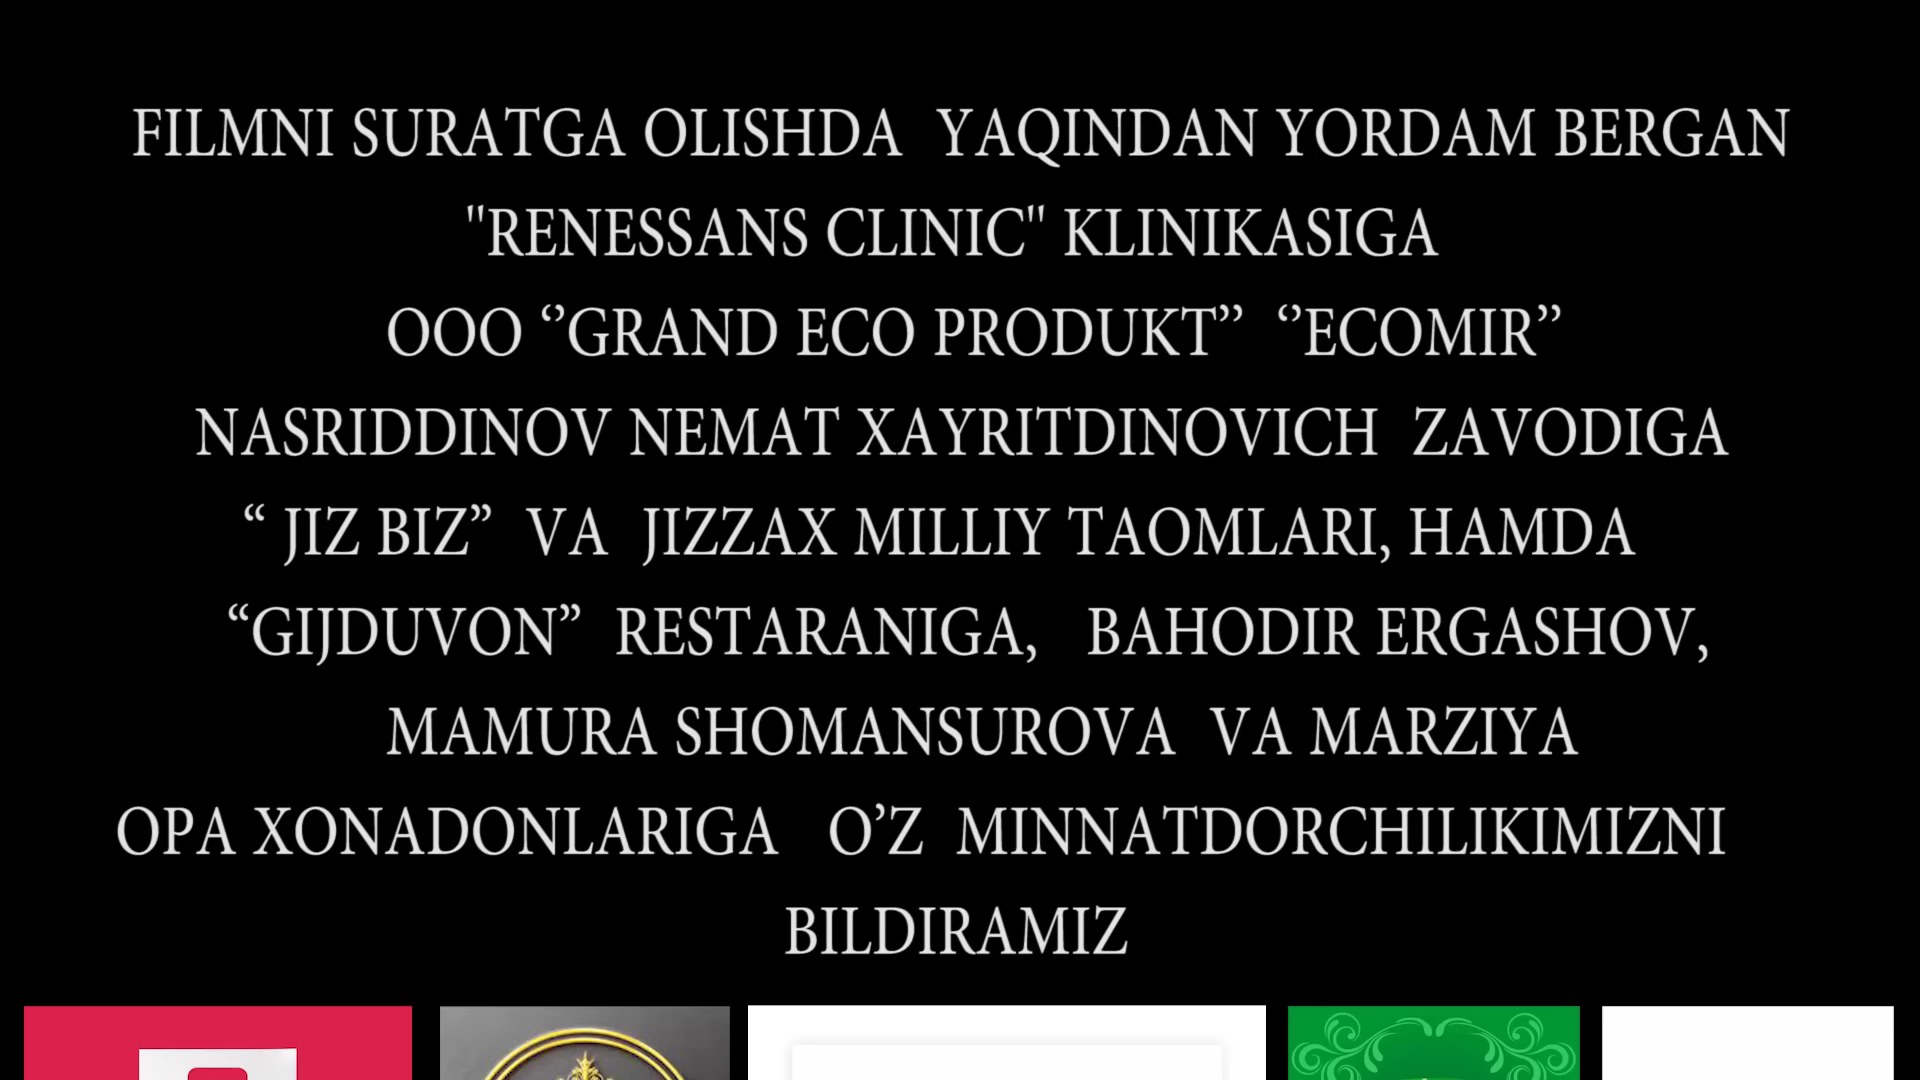 FILMNI SURATGA OLISHDA YAQINDAN YORDAM BERGAN
"RENESSANS CLINIC" KLINIKASIGA
OOO ‘’GRAND ECO PRODUKT’’ ‘’ECOMIR’’
NASRIDDINOV NEMAT XAYRITDINOVICH ZAVODIGA
“ JIZ BIZ” VA JIZZAX MILLIY TAOMLARI, HAMDA
“GIJDUVON” RESTARANIGA, BAHODIR ERGASHOV,
MAMURA SHOMANSUROVA VA MARZIYA
OPA XONADONLARIGA O’Z MINNATDORCHILIKIMIZNI
BILDIRAMIZ